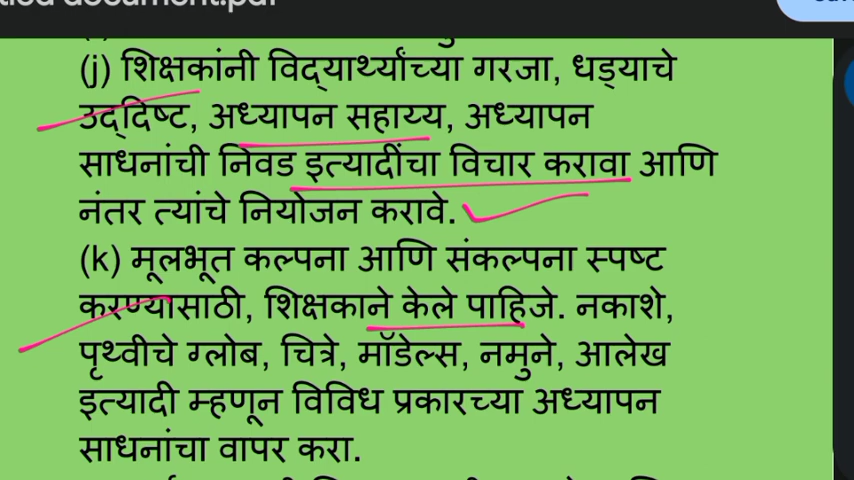 (j) शिक्षकांनी विद्यार्थ्यांच्या गरजा, धड्याचे
उद्दिष्ट, अध्यापन सहाय्य, अध्यापन
साधनांची निवड इत्यादींचा विचार करावा आणि
नंतर त्यांचे नियोजन करावे.
(k) मूलभूत कल्पना आणि संकल्पना स्पष्ट
करण्यासाठी, शिक्षकाने केले पाहिजे. नकाशे,
पृथ्वीचे ग्लोब, चित्रे, मॉडेल्स, नमुने, आलेख
इत्यादी म्हणून विविध प्रकारच्या अध्यापन
साधनांचा वापर करा.